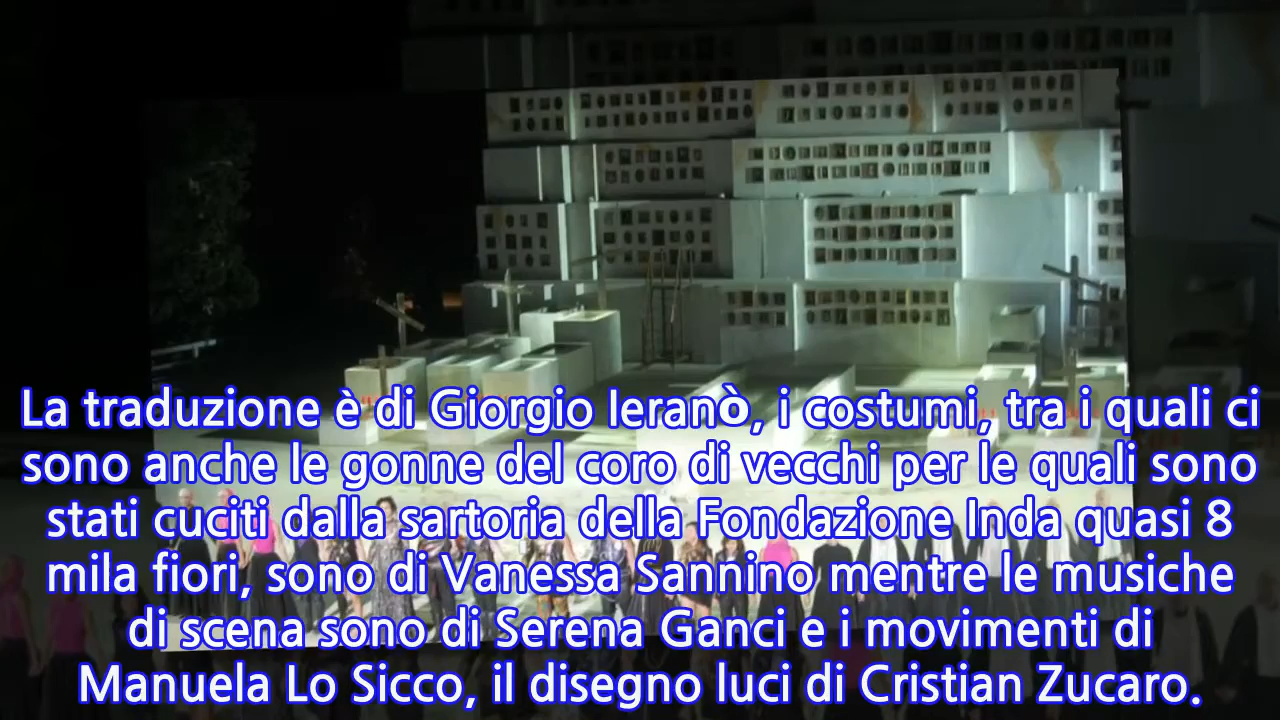 La traduzione è di Giorgio Ieranò, i costumi, tra i quali ci
sono anche le gonne del coro di vecchi per le quali sono
stati cuciti dalla sartoria della Fondazione Inda quasi 8
mila fiori, sono di Vanessa Sannino mentre le musiche
di scena sono di Serena Ganci e i movimenti di
Manuela Lo Sicco, il disegno luci di Cristian Zucaro.